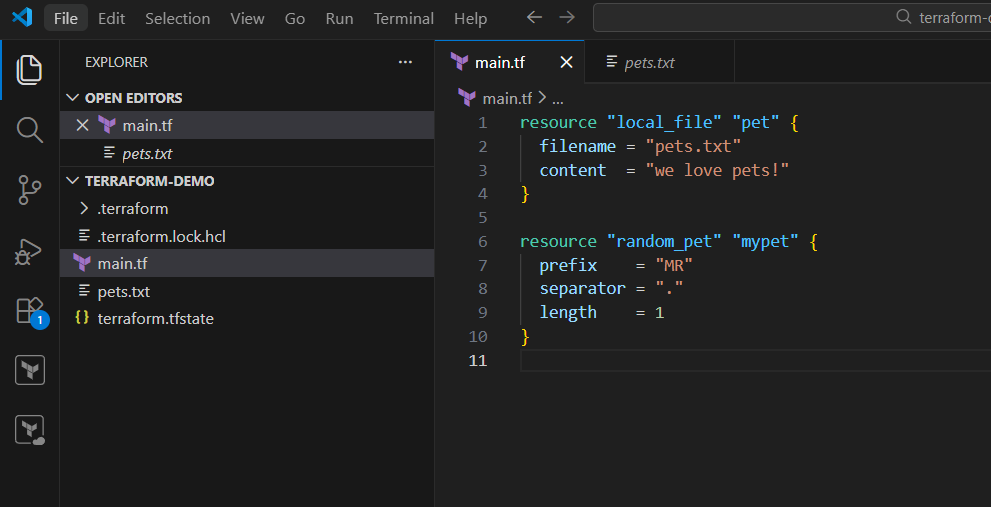 File Edit Selection View Go Run Terminal Help terraform-
EXPLORER ...
OPEN EDITORS
main.tf
pets.txt
TERRAFORM-DEMO
.terraform
.terraform.lock.hcl
main.tf
pets.txt
{} terraform.tfstate
1
main.tf pets.txt
main.tf > ...
1 resource "local_file" "pet" {
2 filename = "pets.txt"
3 content  = "we love pets!"
4 }
5
6 resource "random_pet" "mypet" {
7 prefix    = "MR"
8 separator = "."
9 length    = 1
10 }
11